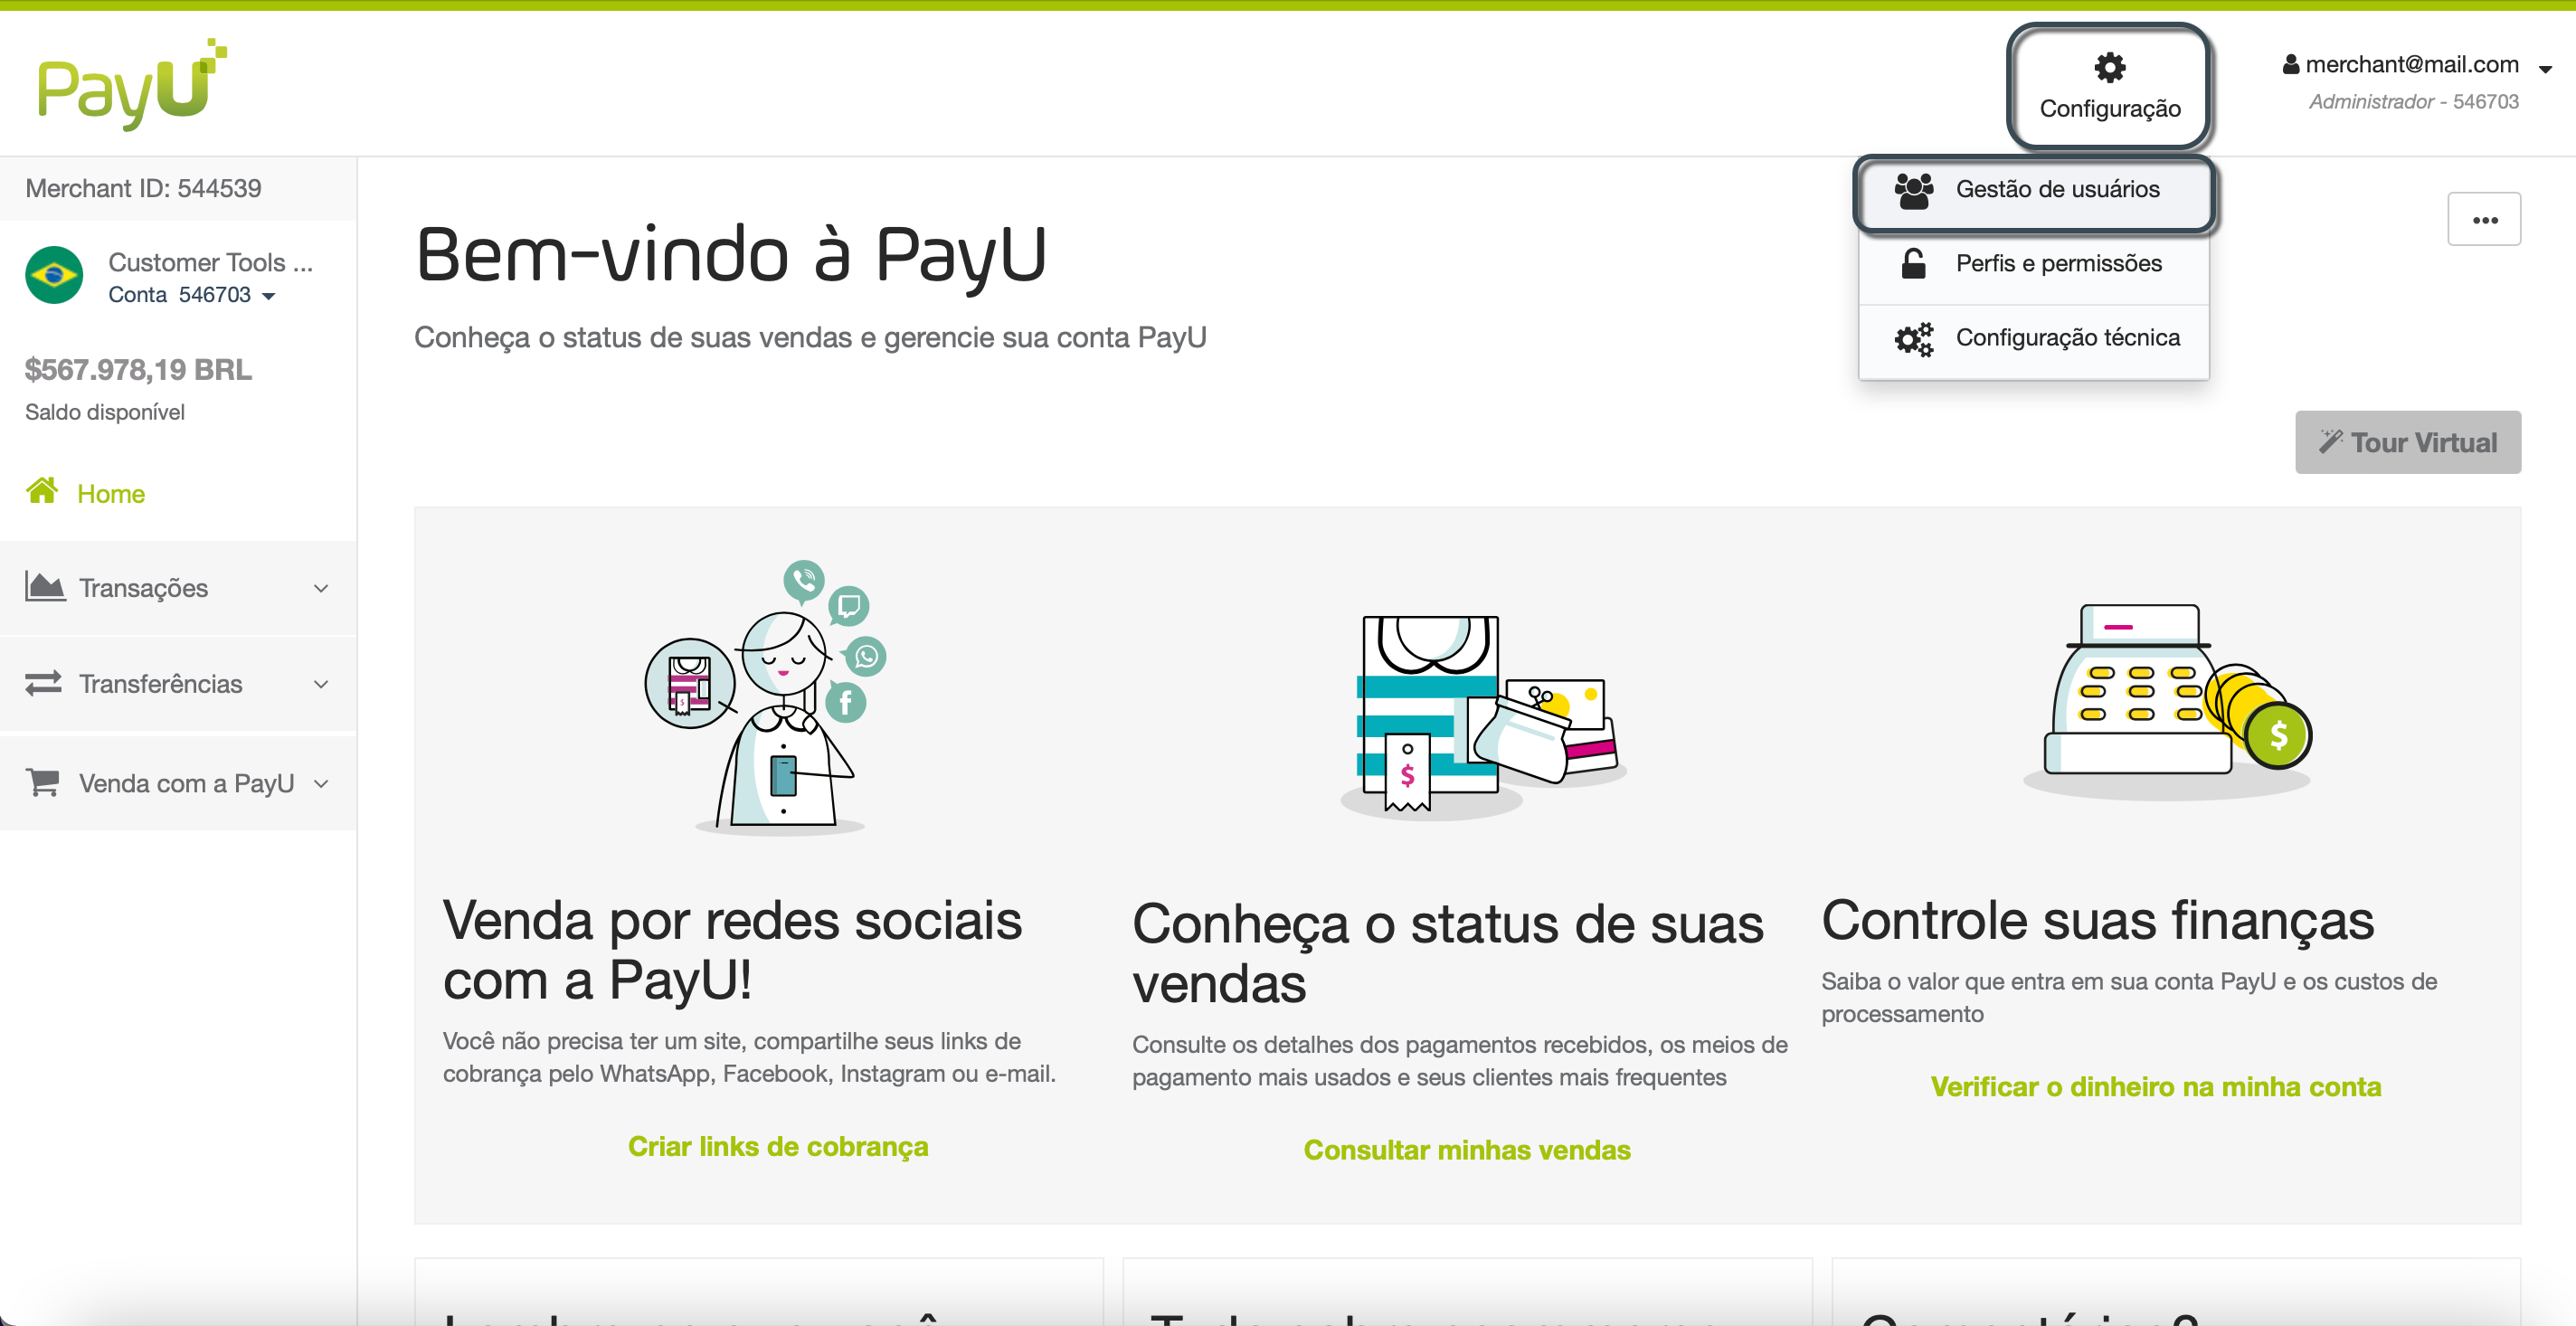 PayU
Configuração
merchant@mail.com
Administrador - 546703
Merchant ID: 544539
Customer Tools ...
Conta 546703
$567.978,19 BRL
Saldo disponível
Home
Transações
Transferências
Venda com a PayU
Gestão de usuários
Perfis e permissões
Configuração técnica
Bem-vindo à PayU
Conheça o status de suas vendas e gerencie sua conta PayU
Tour Virtual
Venda por redes sociais
com a PayU!
Você não precisa ter um site, compartilhe seus links de
cobrança pelo WhatsApp, Facebook, Instagram ou e-mail.
Criar links de cobrança
Conheça o status de suas
vendas
Consulte os detalhes dos pagamentos recebidos, os meios de
pagamento mais usados e seus clientes mais frequentes
Consultar minhas vendas
Controle suas finanças
Saiba o valor que entra em sua conta PayU e os custos de
processamento
Verificar o dinheiro na minha conta